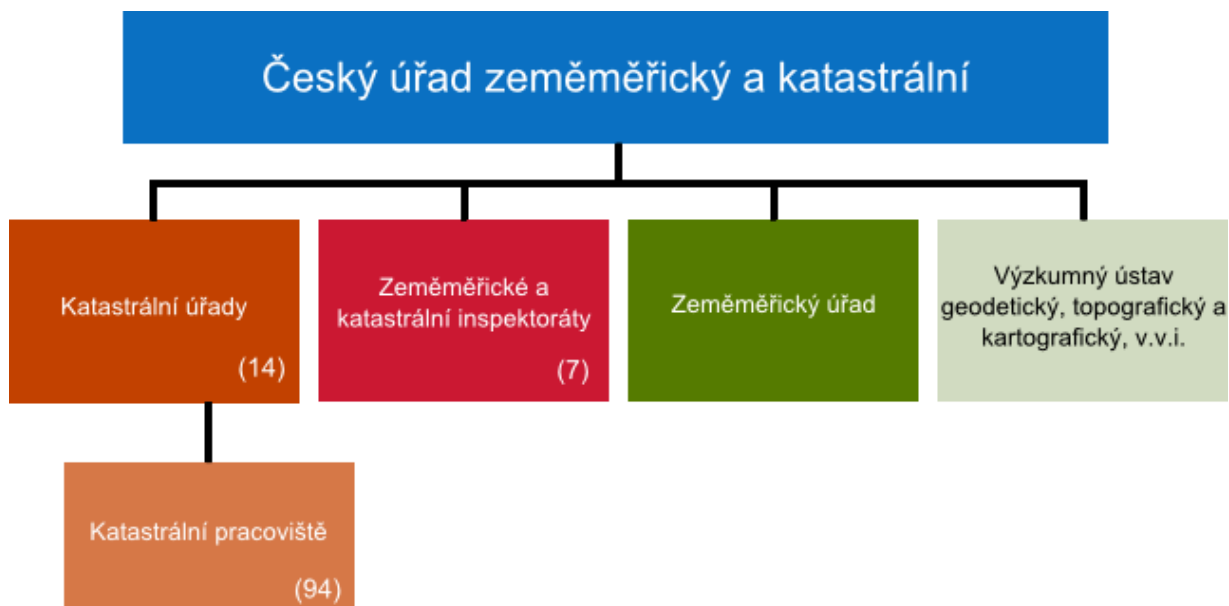 Český úřad zeměměřický a katastrální
Katastrální úřady
(14)
Zeměměřické a
katastrální inspektoráty
(7)
Zeměměřický úřad
Výzkumný ústav
geodetický, topografický a
kartografický, v.v.i.
Katastrální pracoviště
(94)